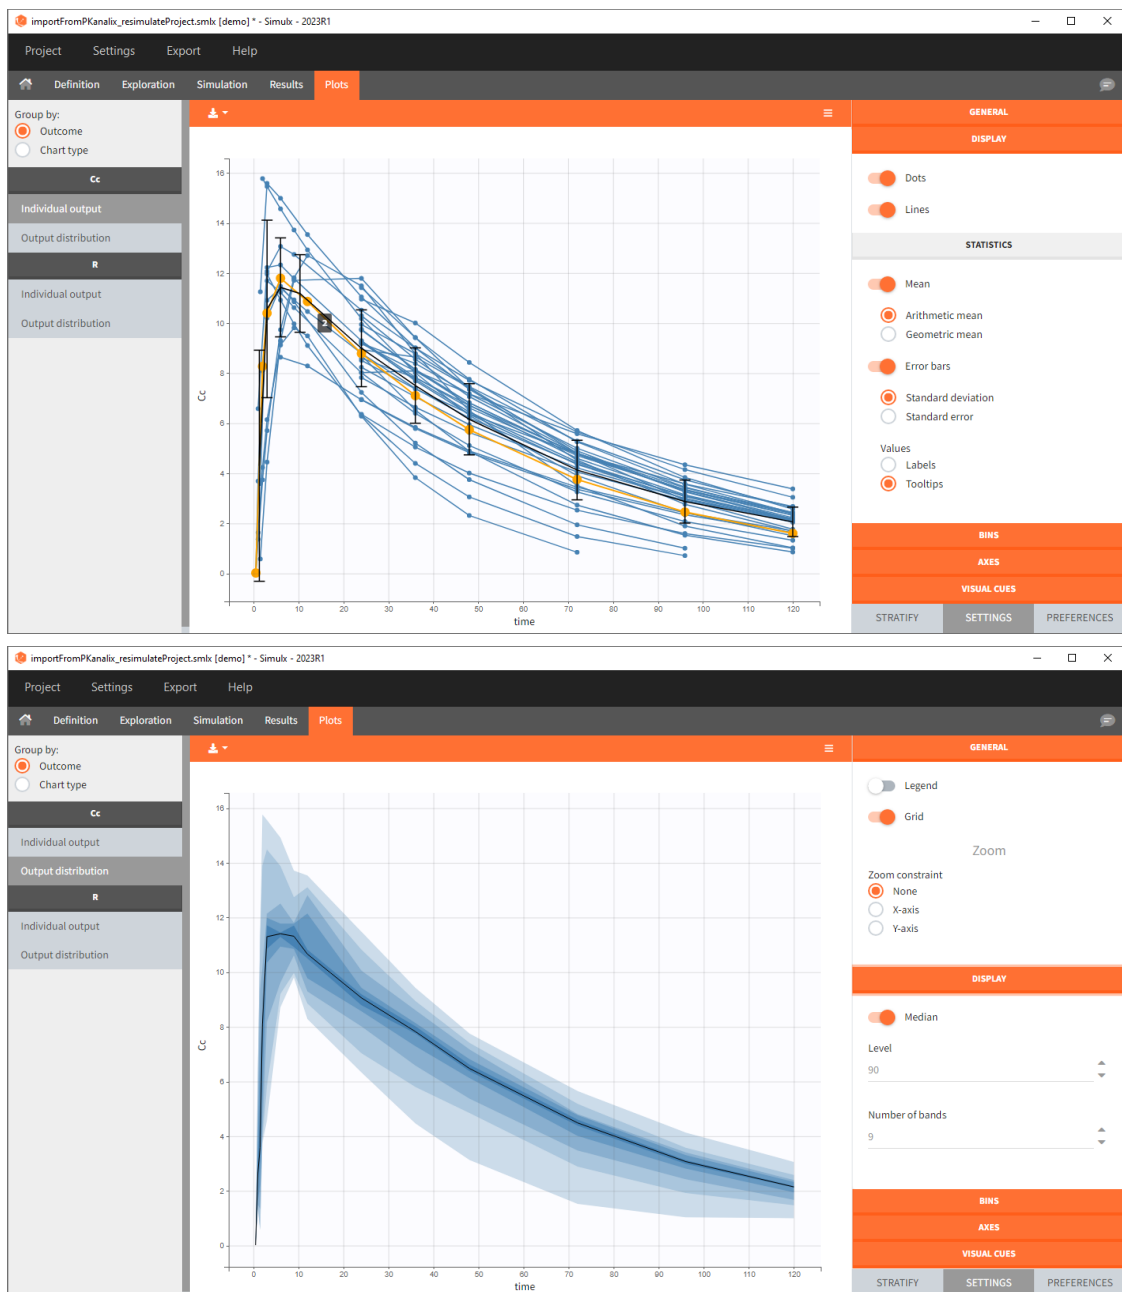 importFromPKanalix_resimulateProject.smlx [demo] * - Simulx - 2023R1
Project Settings Export Help
Definition Exploration Simulation Results Plots
Group by:
Outcome
Chart type
Cc
Individual output
Output distribution
R
Individual output
Output distribution
16
14
12
10
8
6
4
2
0
Cc
2
0 10 20 30 40 50 60 70 80 90 100 110 120
time
GENERAL
DISPLAY
Dots
Lines
STATISTICS
Mean
Arithmetic mean
Geometric mean
Error bars
Standard deviation
Standard error
Values
Labels
Tooltips
BINS
AXES
VISUAL CUES
STRATIFY SETTINGS PREFERENCES
importFromPKanalix_resimulateProject.smlx [demo] * - Simulx - 2023R1
Project Settings Export Help
Definition Exploration Simulation Results Plots
Group by:
Outcome
Chart type
Cc
Individual output
Output distribution
R
Individual output
Output distribution
16
14
12
10
8
6
4
2
0
Cc
0 10 20 30 40 50 60 70 80 90 100 110 120
time
GENERAL
Legend
Grid
Zoom
Zoom constraint
None
X-axis
Y-axis
DISPLAY
Median
Level
90
Number of bands
9
BINS
AXES
VISUAL CUES
STRATIFY SETTINGS PREFERENCES